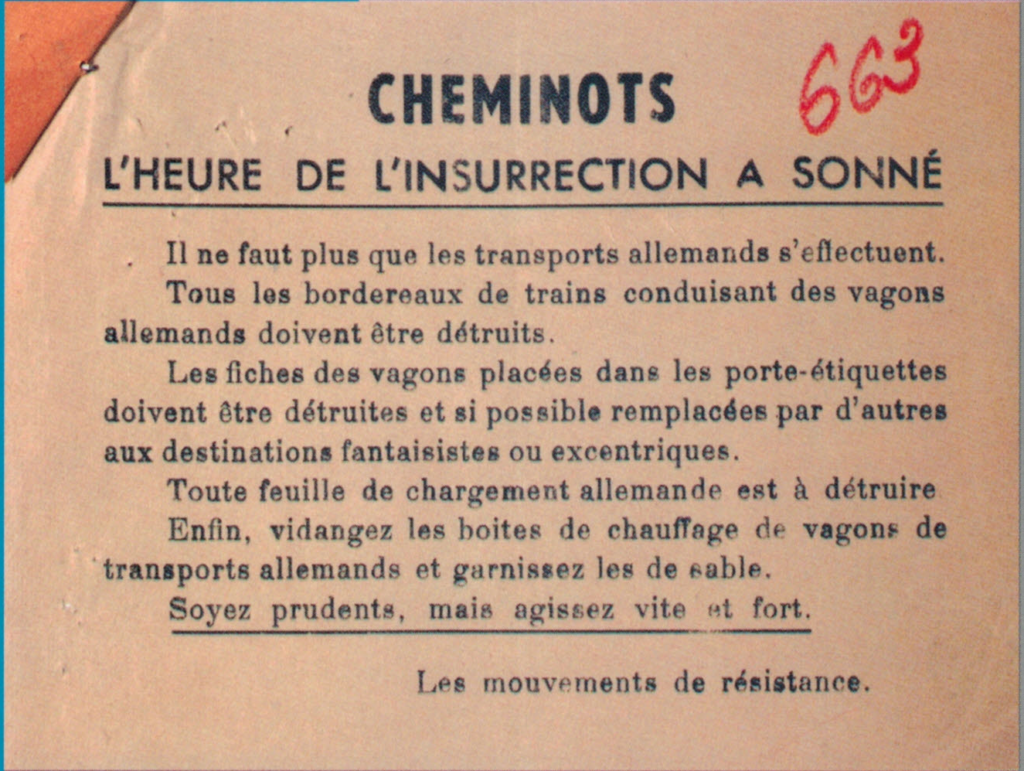 663
CHEMINOTS
L'HEURE DE L'INSURRECTION A SONNÉ
Il ne faut plus que les transports allemands s'effectuent.
Tous les bordereaux de trains conduisant des vagons
allemands doivent être détruits.
Les fiches des vagons placées dans les porte-étiquettes
doivent être détruites et si possible remplacées par d'autres
aux destinations fantaisistes ou excentriques.
Toute feuille de chargement allemande est à détruire
Enfin, vidangez les boites de chauffage de vagons de
transports allemands et garnissez les de sable.
Soyez prudents, mais agissez vite et fort.
Les mouvements de résistance.